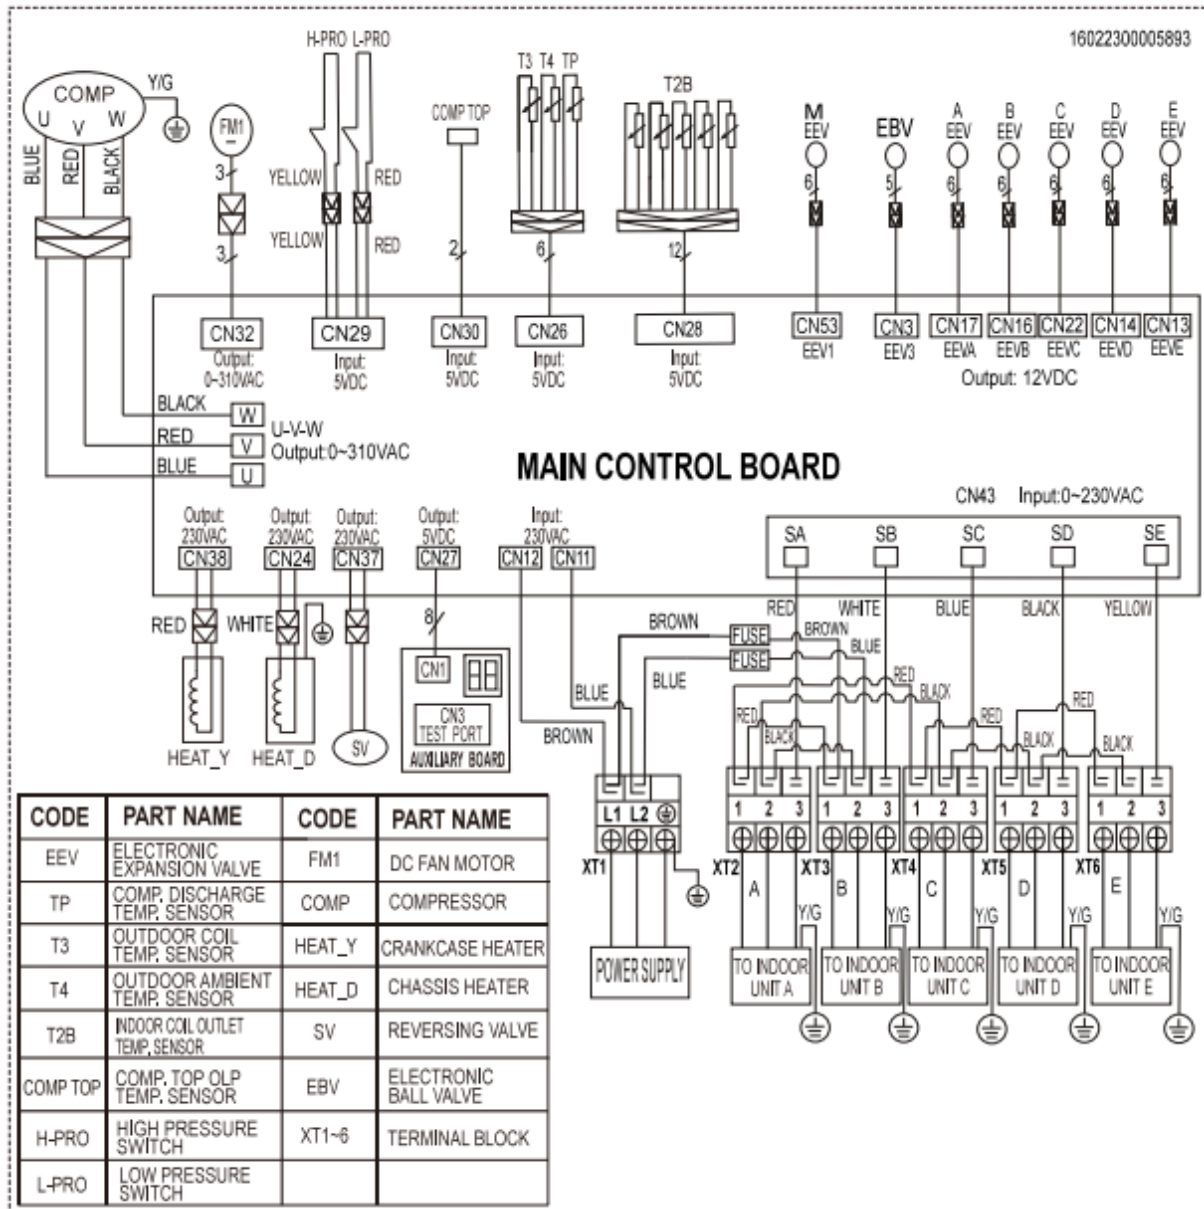 16022300005893
H-PRO L-PRO
T3 T4 TP
T2B
COMP
U V W
Y/G
FM1
COMP TOP
M
EEV
EBV
A
EEV
B
EEV
C
EEV
D
EEV
E
EEV
BLUE
RED
BLACK
3
3
YELLOW
RED
YELLOW
RED
2
6
12
6
5
6
6
6
6
6
CN32
Output:
0~310VAC
CN29
Input:
5VDC
CN30
Input:
5VDC
CN26
Input:
5VDC
CN28
Input:
5VDC
CN53
EEV1
CN3
EEV3
CN17
EEVA
CN16
EEVB
CN22
EEVC
CN14
EEVD
CN13
EEVE
Output: 12VDC
BLACK
W
RED
V
BLUE
U
U-V-W
Output:0~310VAC
MAIN CONTROL BOARD
CN43 Input:0~230VAC
SA SB SC SD SE
Output:
230VAC
CN38
Output:
230VAC
CN24
Output:
230VAC
CN37
Output:
5VDC
CN27
Input:
230VAC
CN12 CN11
RED
WHITE
8
RED WHITE BLUE BLACK YELLOW
BROWN
FUSE
BROWN
FUSE
BLUE
BLUE
BLUE
BROWN
RED
BLACK
RED
BLACK
RED
BLACK
RED
BLACK
CN1
CN3
TEST PORT
AUXILIARY BOARD
HEAT_Y
HEAT_D
SV
L1 L2
1 2 3
1 2 3
1 2 3
1 2 3
1 2 3
XT1
XT2
XT3
XT4
XT5
XT6
A
B
C
D
E
Y/G
Y/G
Y/G
Y/G
Y/G
POWER SUPPLY
TO INDOOR
UNIT A
TO INDOOR
UNIT B
TO INDOOR
UNIT C
TO INDOOR
UNIT D
TO INDOOR
UNIT E
CODE PART NAME CODE PART NAME
EEV ELECTRONIC
EXPANSION VALVE
FM1 DC FAN MOTOR
TP COMP. DISCHARGE
TEMP. SENSOR
COMP COMPRESSOR
T3 OUTDOOR COIL
TEMP. SENSOR
HEAT_Y CRANKCASE HEATER
T4 OUTDOOR AMBIENT
TEMP. SENSOR
HEAT_D CHASSIS HEATER
T2B INDOOR COIL OUTLET
TEMP, SENSOR
SV REVERSING VALVE
COMP TOP COMP. TOP OLP
TEMP. SENSOR
EBV ELECTRONIC
BALL VALVE
H-PRO HIGH PRESSURE
SWITCH
XT1~6 TERMINAL BLOCK
L-PRO LOW PRESSURE
SWITCH